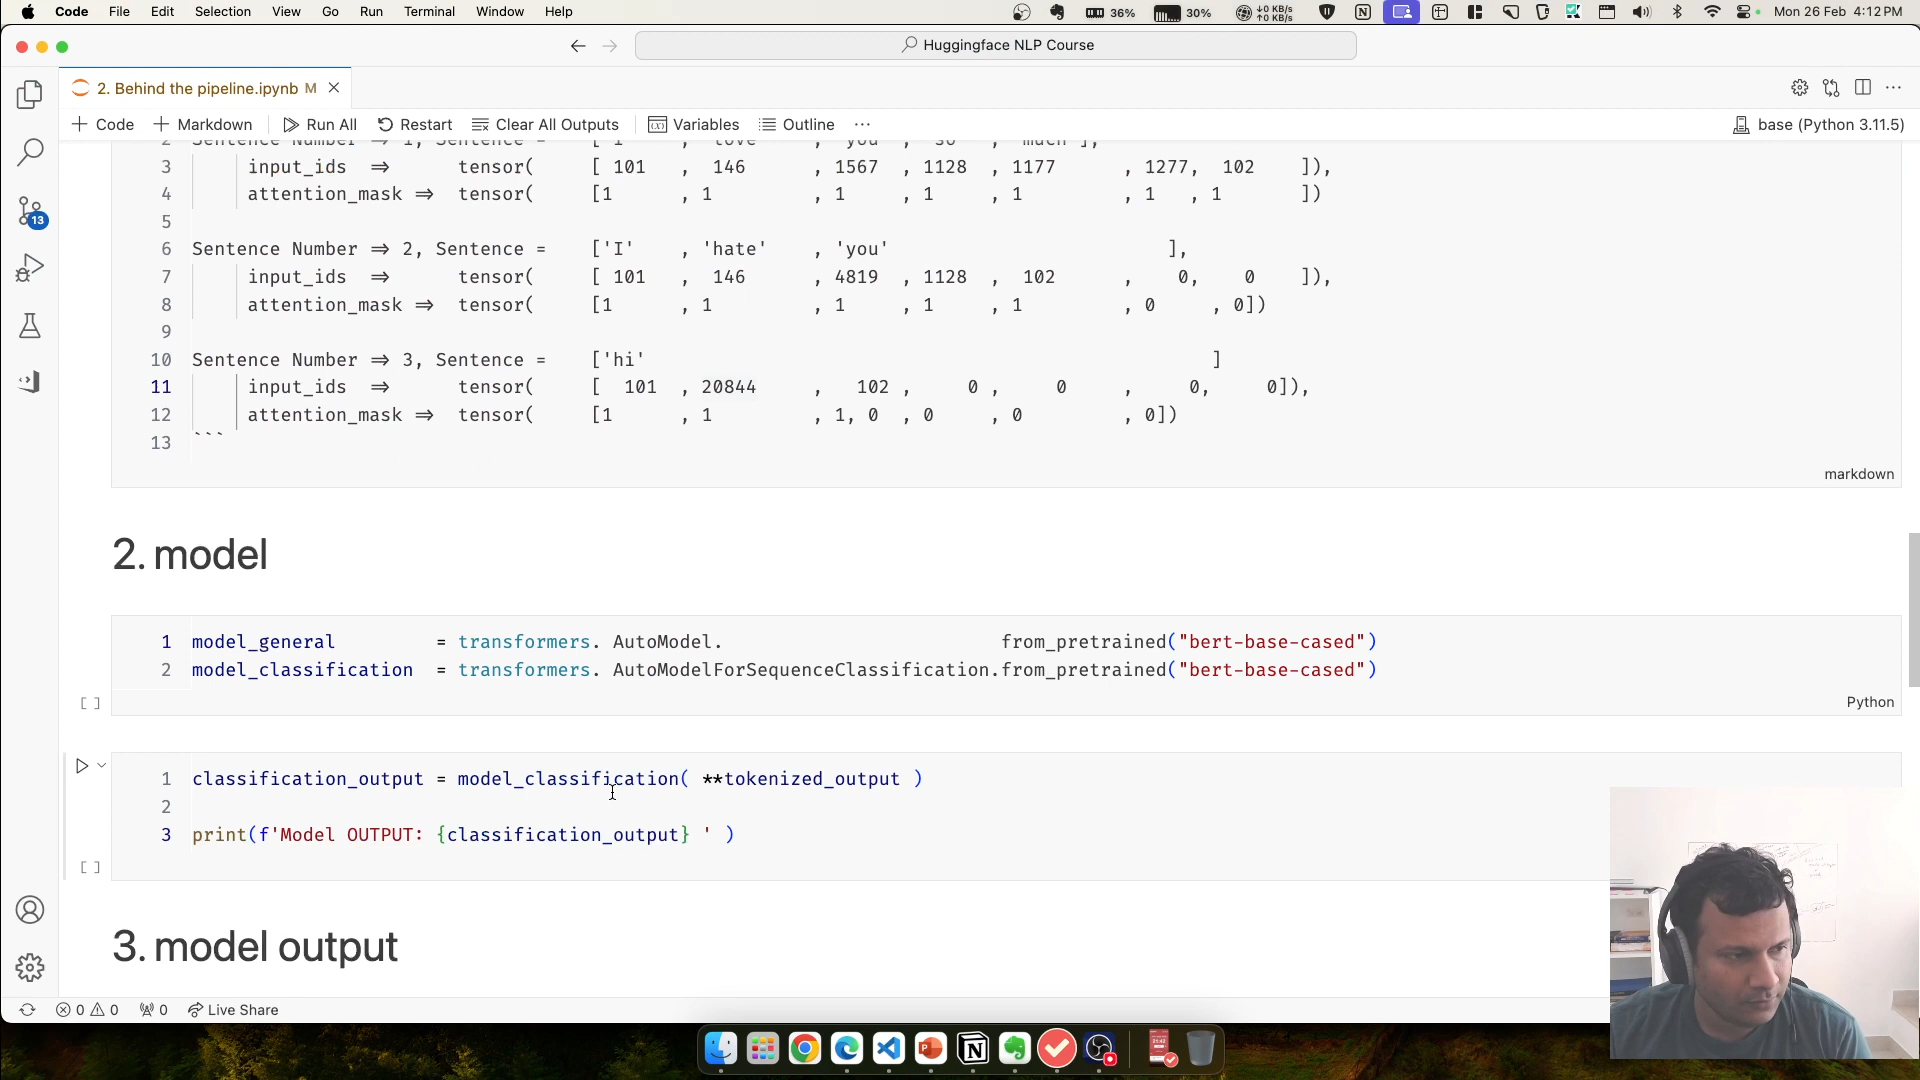 Code File Edit Selection View Go Run Terminal Window Help 36% 30% ↓0 KB/s ↑0 KB/s Mon 26 Feb 4:12 PM
Huggingface NLP Course
2. Behind the pipeline.ipynb M
+ Code + Markdown Run All Restart Clear All Outputs Variables Outline ... base (Python 3.11.5)
2 Sentence Number ⇒ 1, Sentence = ['I' , 'love' , 'you' , 'so' , 'much'],
3 input_ids ⇒ tensor( [ 101 , 146 , 1567 , 1128 , 1177 , 1277, 102 ]),
4 attention_mask ⇒ tensor( [1 , 1 , 1 , 1 , 1 , 1 , 1 ])
5
6 Sentence Number ⇒ 2, Sentence = ['I' , 'hate' , 'you' ],
7 input_ids ⇒ tensor( [ 101 , 146 , 4819 , 1128 , 102 , 0, 0 ]),
8 attention_mask ⇒ tensor( [1 , 1 , 1 , 1 , 1 , 0 , 0])
9
10 Sentence Number ⇒ 3, Sentence = ['hi' ]
11 input_ids ⇒ tensor( [ 101 , 20844 , 102 , 0 , 0 , 0, 0]),
12 attention_mask ⇒ tensor( [1 , 1 , 1, 0 , 0 , 0 , 0])
13 ```
markdown
2. model
1 model_general = transformers. AutoModel. from_pretrained("bert-base-cased")
2 model_classification = transformers. AutoModelForSequenceClassification.from_pretrained("bert-base-cased")
[ ] Python
1 classification_output = model_classification( **tokenized_output )
2
3 print(f'Model OUTPUT: {classification_output} ' )
[ ]
3. model output
13
0 0 0 Live Share